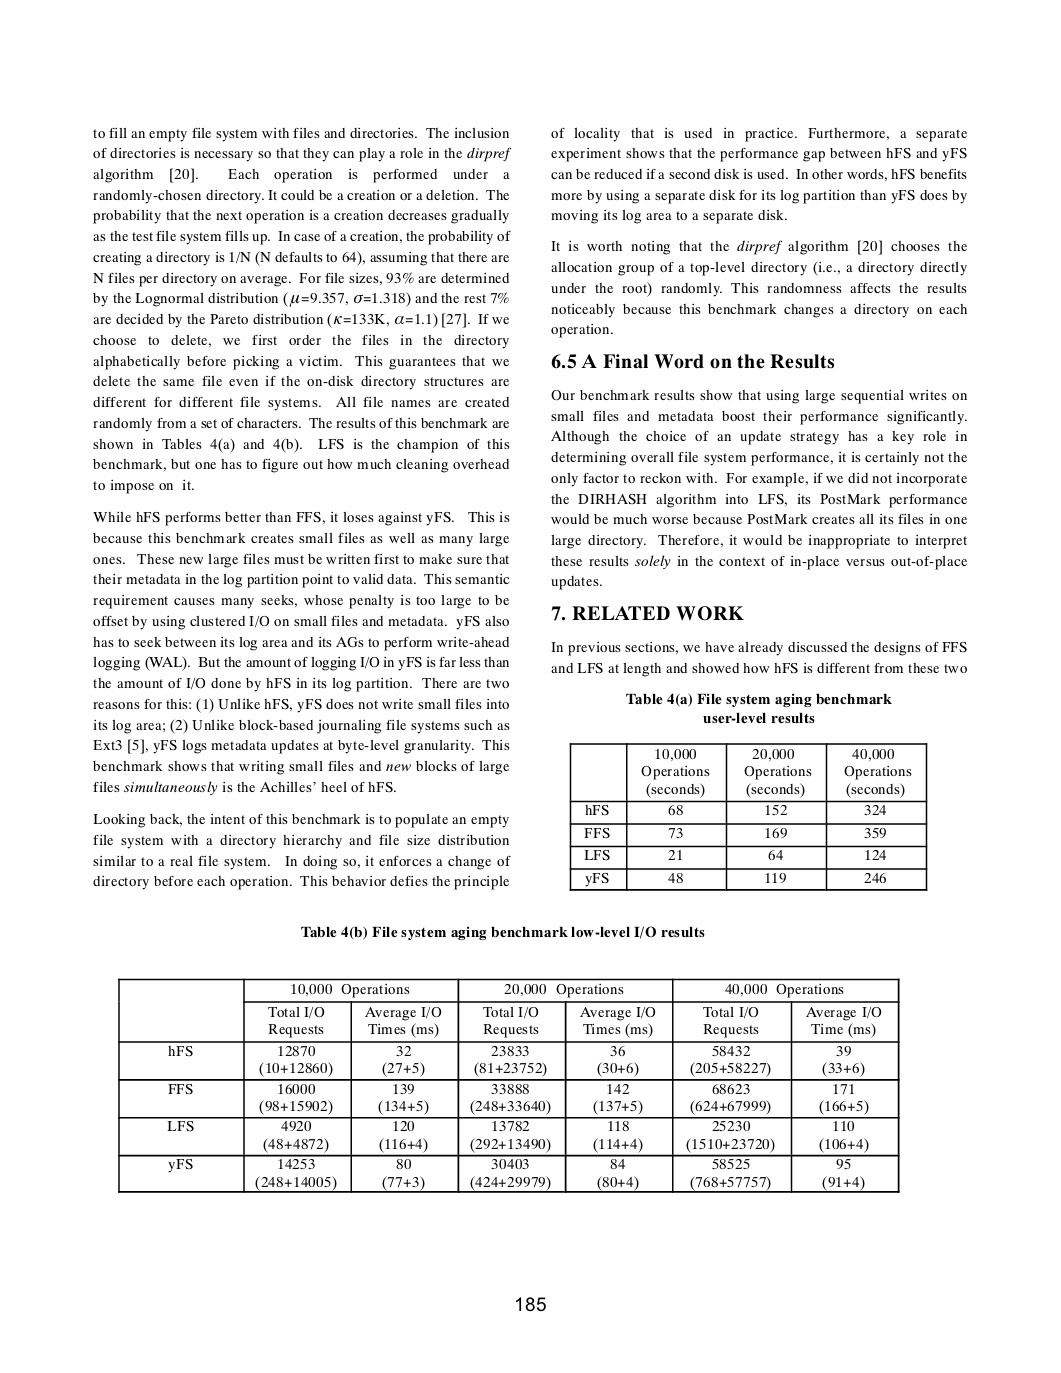 to fill an empty file system with files and directories. The inclusion
of directories is necessary so that they can play a role in the dirpref
algorithm [20]. Each operation is performed under a
randomly-chosen directory. It could be a creation or a deletion. The
probability that the next operation is a creation decreases gradually
as the test file system fills up. In case of a creation, the probability of
creating a directory is 1/N (N defaults to 64), assuming that there are
N files per directory on average. For file sizes, 93% are determined
by the Lognormal distribution (μ=9.357, σ=1.318) and the rest 7%
are decided by the Pareto distribution (κ=133K, α=1.1) [27]. If we
choose to delete, we first order the files in the directory
alphabetically before picking a victim. This guarantees that we
delete the same file even if the on-disk directory structures are
different for different file systems. All file names are created
randomly from a set of characters. The results of this benchmark are
shown in Tables 4(a) and 4(b). LFS is the champion of this
benchmark, but one has to figure out how much cleaning overhead
to impose on it.
While hFS performs better than FFS, it loses against yFS. This is
because this benchmark creates small files as well as many large
ones. These new large files must be written first to make sure that
their metadata in the log partition point to valid data. This semantic
requirement causes many seeks, whose penalty is too large to be
offset by using clustered I/O on small files and metadata. yFS also
has to seek between its log area and its AGs to perform write-ahead
logging (WAL). But the amount of logging I/O in yFS is far less than
the amount of I/O done by hFS in its log partition. There are two
reasons for this: (1) Unlike hFS, yFS does not write small files into
its log area; (2) Unlike block-based journaling file systems such as
Ext3 [5], yFS logs metadata updates at byte-level granularity. This
benchmark shows that writing small files and new blocks of large
files simultaneously is the Achilles’ heel of hFS.
Looking back, the intent of this benchmark is to populate an empty
file system with a directory hierarchy and file size distribution
similar to a real file system. In doing so, it enforces a change of
directory before each operation. This behavior defies the principle
of locality that is used in practice. Furthermore, a separate
experiment shows that the performance gap between hFS and yFS
can be reduced if a second disk is used. In other words, hFS benefits
more by using a separate disk for its log partition than yFS does by
moving its log area to a separate disk.
It is worth noting that the dirpref algorithm [20] chooses the
allocation group of a top-level directory (i.e., a directory directly
under the root) randomly. This randomness affects the results
noticeably because this benchmark changes a directory on each
operation.
6.5 A Final Word on the Results
Our benchmark results show that using large sequential writes on
small files and metadata boost their performance significantly.
Although the choice of an update strategy has a key role in
determining overall file system performance, it is certainly not the
only factor to reckon with. For example, if we did not incorporate
the DIRHASH algorithm into LFS, its PostMark performance
would be much worse because PostMark creates all its files in one
large directory. Therefore, it would be inappropriate to interpret
these results solely in the context of in-place versus out-of-place
updates.
7. RELATED WORK
In previous sections, we have already discussed the designs of FFS
and LFS at length and showed how hFS is different from these two
Table 4(a) File system aging benchmark
user-level results
10,000 20,000 40,000
Operations Operations Operations
(seconds) (seconds) (seconds)
hFS 68 152 324
FFS 73 169 359
LFS 21 64 124
yFS 48 119 246
Table 4(b) File system aging benchmark low-level I/O results
10,000 Operations 20,000 Operations 40,000 Operations
Total I/O Average I/O Total I/O Average I/O Total I/O Average I/O
Requests Times (ms) Requests Times (ms) Requests Time (ms)
hFS 12870 32 23833 36 58432 39
(10+12860) (27+5) (81+23752) (30+6) (205+58227) (33+6)
FFS 16000 139 33888 142 68623 171
(98+15902) (134+5) (248+33640) (137+5) (624+67999) (166+5)
LFS 4920 120 13782 118 25230 110
(48+4872) (116+4) (292+13490) (114+4) (1510+23720) (106+4)
yFS 14253 80 30403 84 58525 95
(248+14005) (77+3) (424+29979) (80+4) (768+57757) (91+4)
185